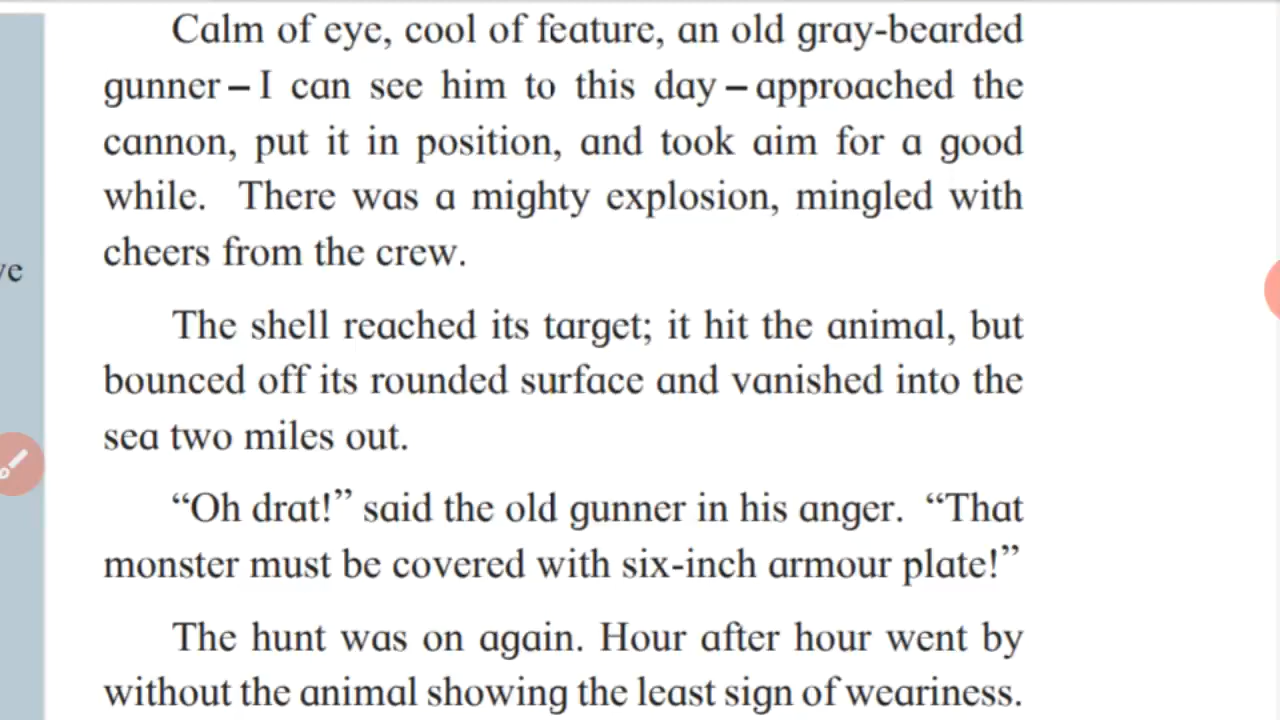 Calm of eye, cool of feature, an old gray-bearded
gunner – I can see him to this day – approached the
cannon, put it in position, and took aim for a good
while. There was a mighty explosion, mingled with
cheers from the crew.
The shell reached its target; it hit the animal, but
bounced off its rounded surface and vanished into the
sea two miles out.
“Oh drat!” said the old gunner in his anger. “That
monster must be covered with six-inch armour plate!”
The hunt was on again. Hour after hour went by
without the animal showing the least sign of weariness.